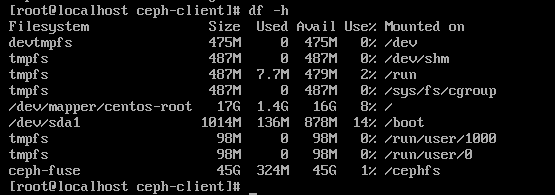 [root@localhost ceph-client]# df -h
Filesystem Size Used Avail Use% Mounted on
devtmpfs 475M 0 475M 0% /dev
tmpfs 487M 0 487M 0% /dev/shm
tmpfs 487M 7.7M 479M 2% /run
tmpfs 487M 0 487M 0% /sys/fs/cgroup
/dev/mapper/centos-root 17G 1.4G 16G 8% /
/dev/sda1 1014M 136M 878M 14% /boot
tmpfs 98M 0 98M 0% /run/user/1000
tmpfs 98M 0 98M 0% /run/user/0
ceph-fuse 45G 324M 45G 1% /cephfs
[root@localhost ceph-client]# _